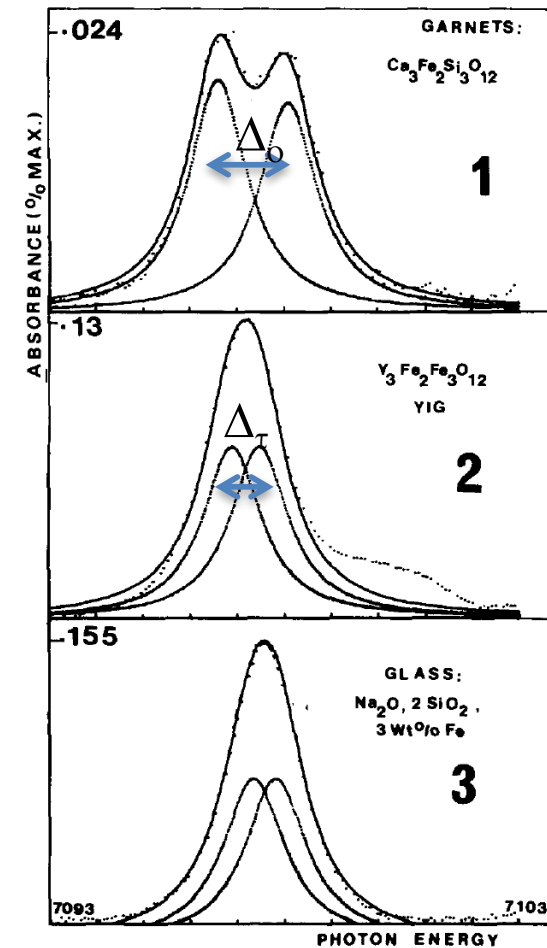 .024
GARNETS:
Ca3Fe2Si3O12
1
ABSORBANCE (% MAX.)
Δo
.13
Y3Fe2Fe3O12
YIG
2
ΔT
.155
GLASS:
Na2O, 2 SiO2,
3 Wt% Fe
3
7093
7103
PHOTON ENERGY